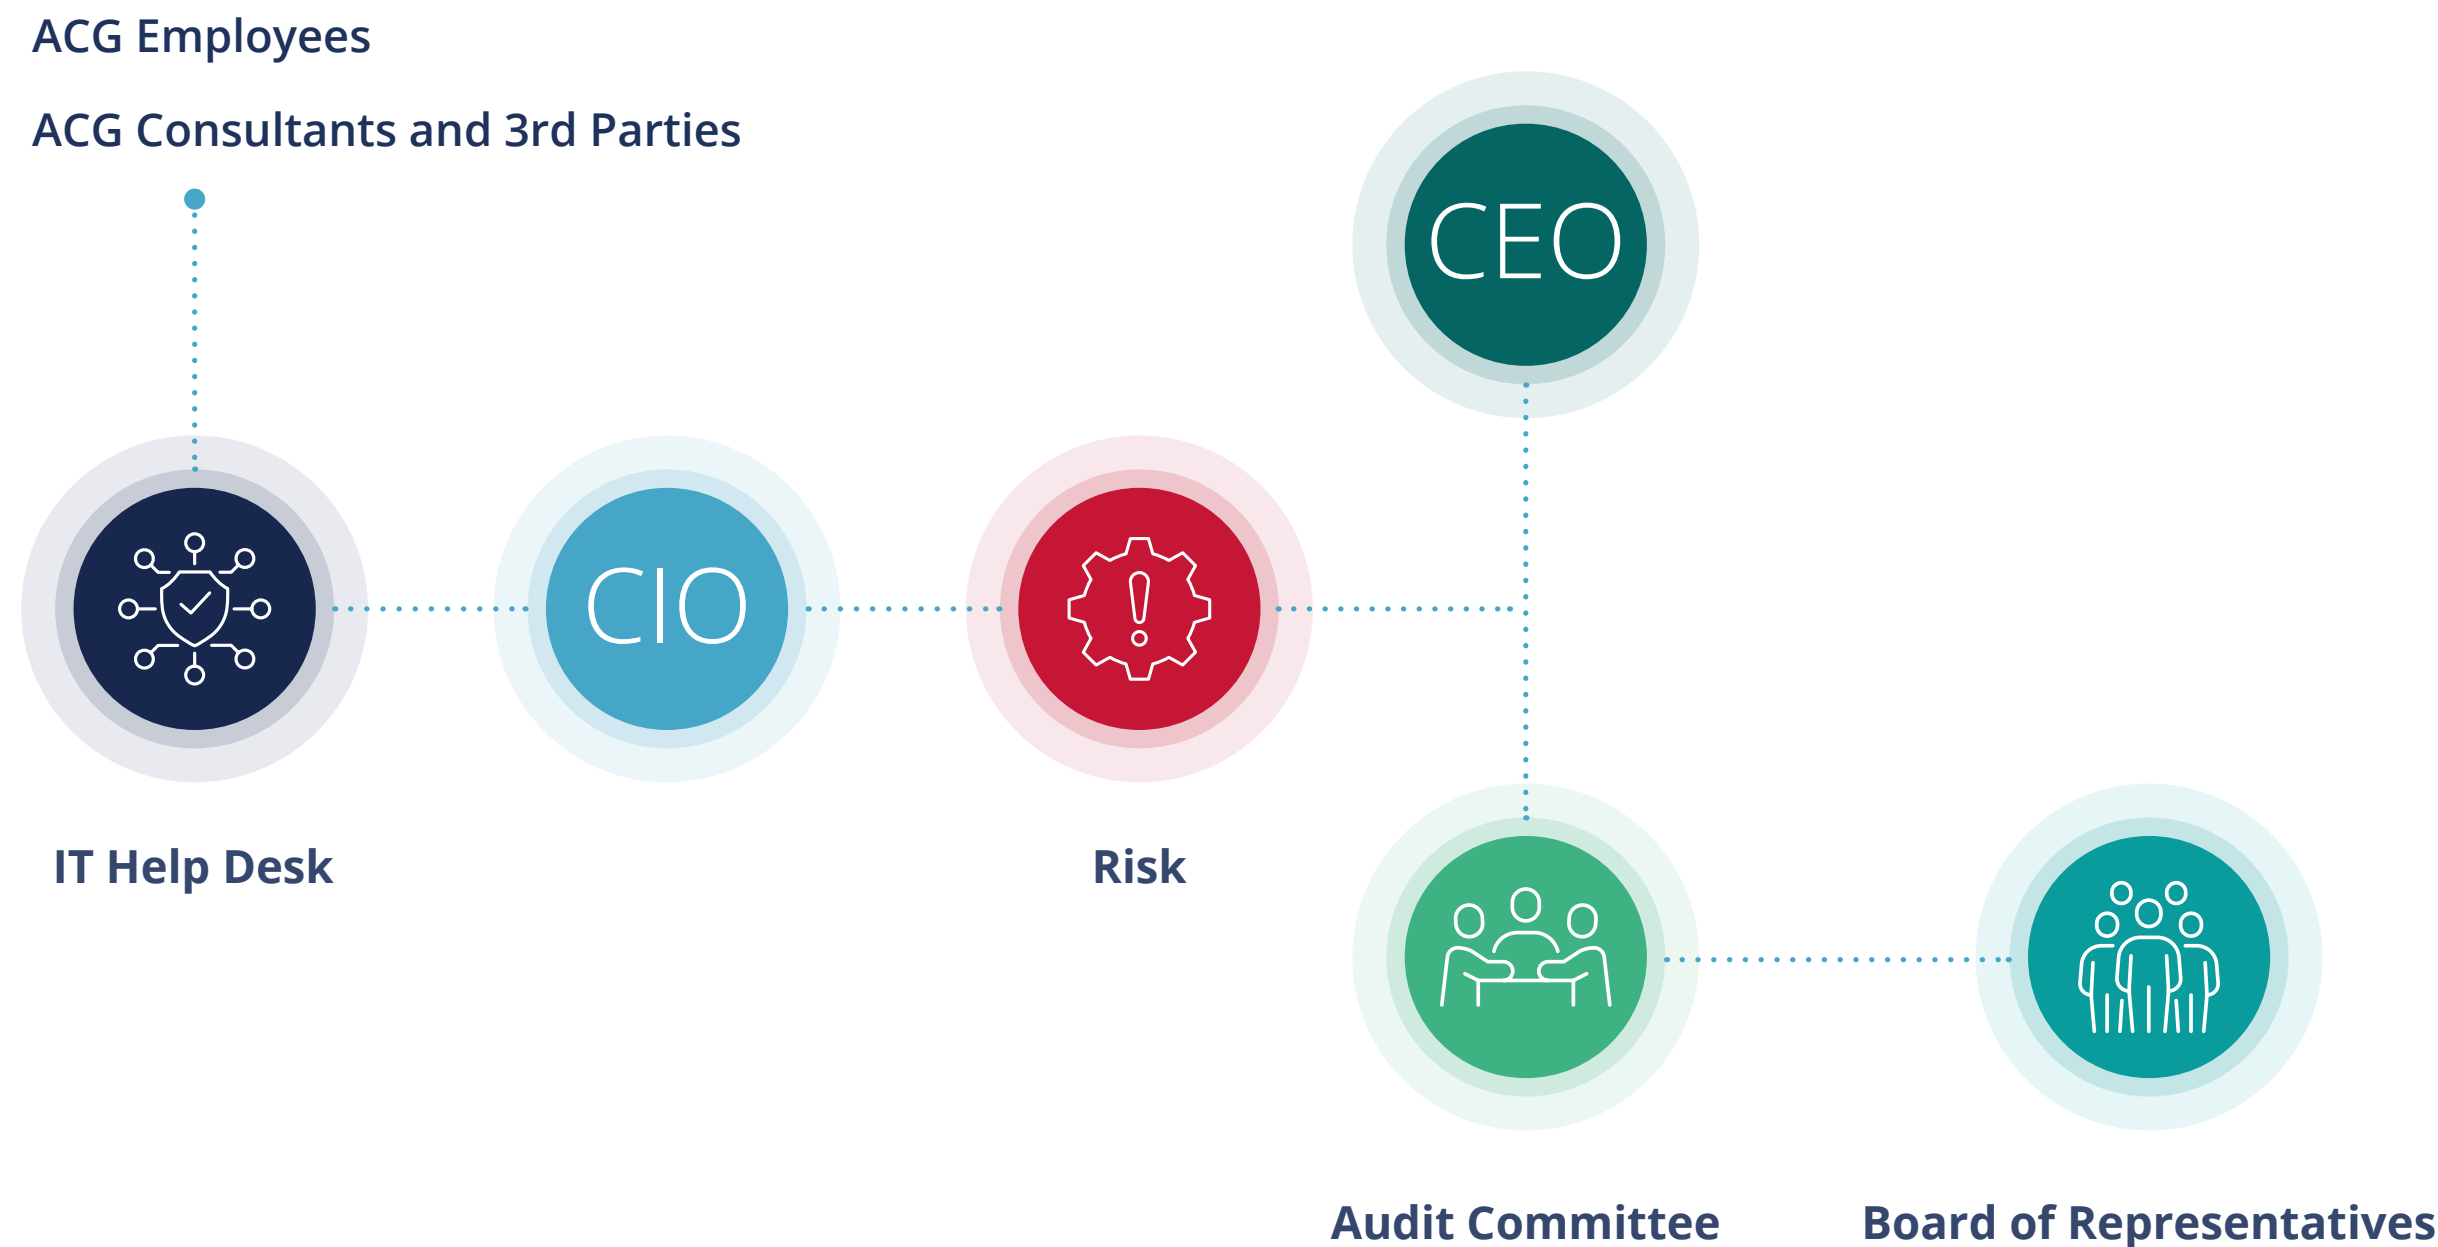 ACG Employees
ACG Consultants and 3rd Parties
CEO
CIO
IT Help Desk
Risk
Audit Committee
Board of Representatives